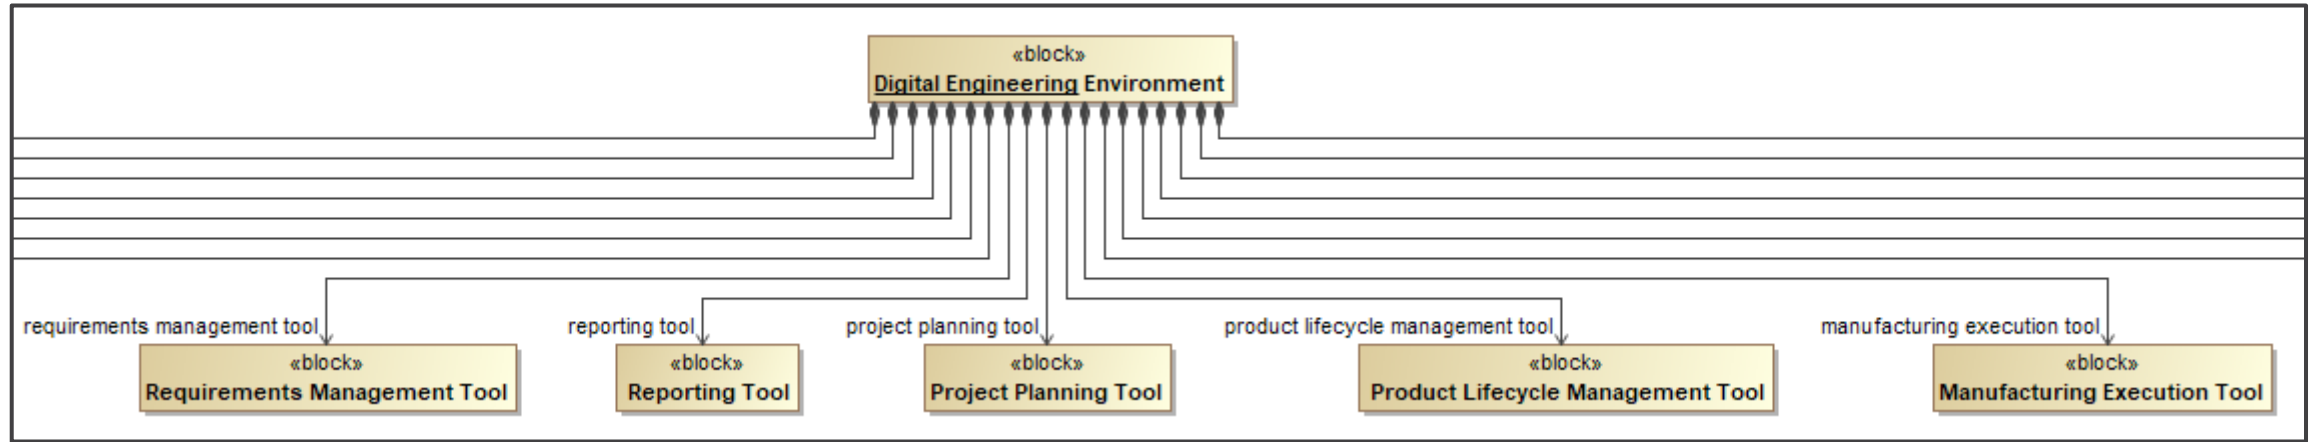 «block»
Digital Engineering Environment
requirements management tool
reporting tool
project planning tool
product lifecycle management tool
manufacturing execution tool
«block»
Requirements Management Tool
«block»
Reporting Tool
«block»
Project Planning Tool
«block»
Product Lifecycle Management Tool
«block»
Manufacturing Execution Tool